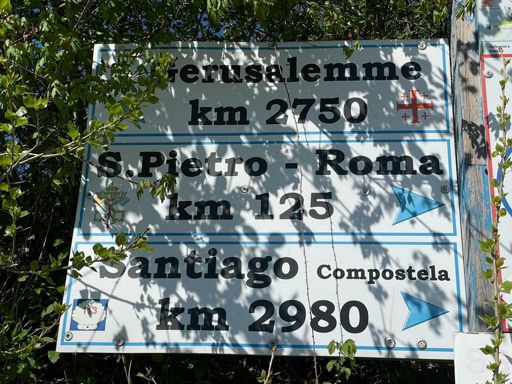 Gerusalemme
km 2750
S.Pietro - Roma
km 125
Santiago Compostela
km 2980